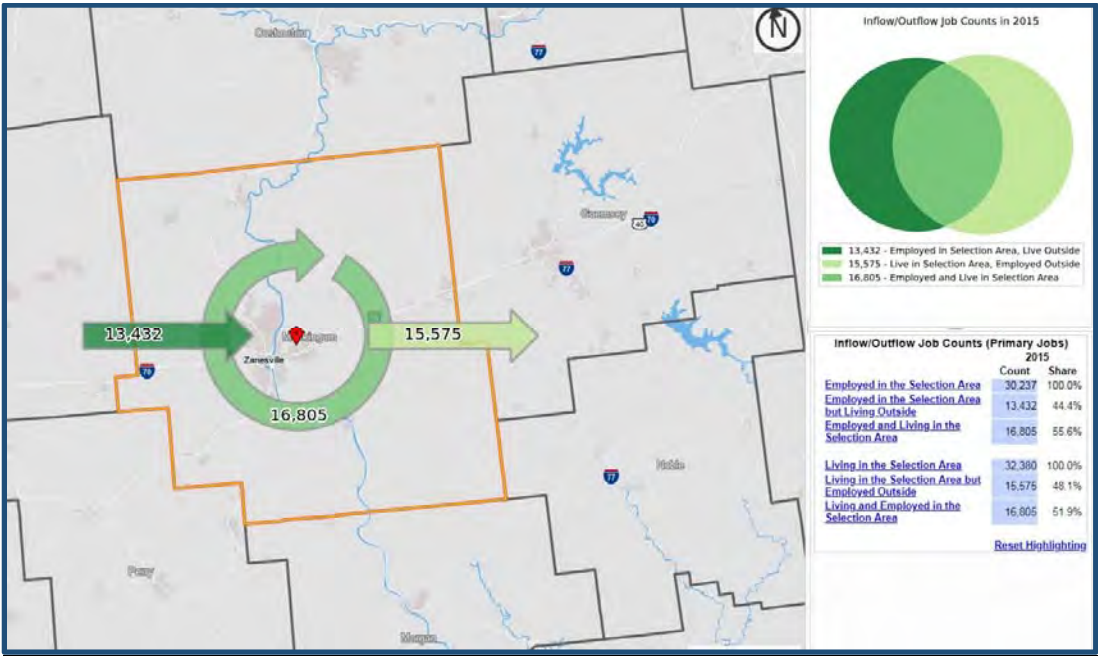 Coshocton
77
N
Guernsey
40
70
77
13,432
Muskingum
15,575
Zanesville
70
16,805
77
Noble
Perry
Morgan
Inflow/Outflow Job Counts in 2015
13,432 - Employed in Selection Area, Live Outside
15,575 - Live in Selection Area, Employed Outside
16,805 - Employed and Live in Selection Area
Inflow/Outflow Job Counts (Primary Jobs)
2015
Count Share
Employed in the Selection Area 30,237 100.0%
Employed in the Selection Area
but Living Outside 13,432 44.4%
Employed and Living in the
Selection Area 16,805 55.6%
Living in the Selection Area 32,380 100.0%
Living in the Selection Area but
Employed Outside 15,575 48.1%
Living and Employed in the
Selection Area 16,805 51.9%
Reset Highlighting